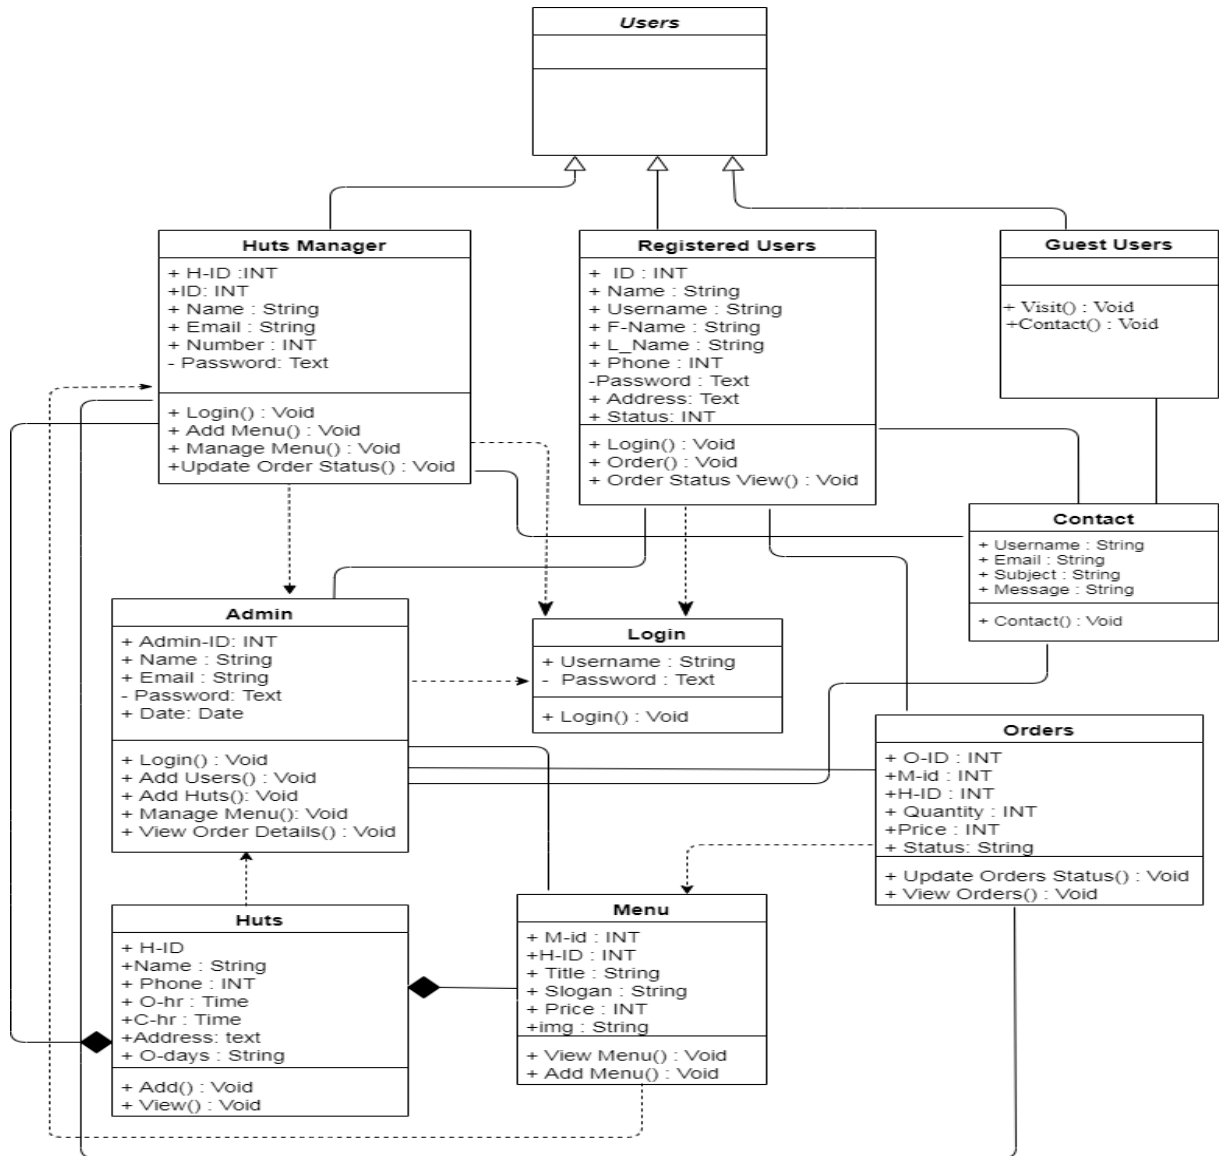 Users
Huts Manager
+ H-ID :INT
+ID: INT
+ Name : String
+ Email : String
+ Number : INT
- Password: Text
+ Login() : Void
+ Add Menu() : Void
+ Manage Menu() : Void
+Update Order Status() : Void
Registered Users
+ ID : INT
+ Name : String
+ Username : String
+ F-Name : String
+ L_Name : String
+ Phone : INT
-Password : Text
+ Address: Text
+ Status: INT
+ Login() : Void
+ Order() : Void
+ Order Status View() : Void
Guest Users
+ Visit() : Void
+Contact() : Void
Contact
+ Username : String
+ Email : String
+ Subject : String
+ Message : String
+ Contact() : Void
Admin
+ Admin-ID: INT
+ Name : String
+ Email : String
- Password: Text
+ Date: Date
+ Login() : Void
+ Add Users() : Void
+ Add Huts(): Void
+ Manage Menu(): Void
+ View Order Details() : Void
Login
+ Username : String
- Password : Text
+ Login() : Void
Orders
+ O-ID : INT
+M-id : INT
+H-ID : INT
+ Quantity : INT
+Price : INT
+ Status: String
+ Update Orders Status() : Void
+ View Orders() : Void
Huts
+ H-ID
+Name : String
+ Phone : INT
+ O-hr : Time
+C-hr : Time
+Address: text
+ O-days : String
+ Add() : Void
+ View() : Void
Menu
+ M-id : INT
+H-ID : INT
+ Title : String
+ Slogan : String
+ Price : INT
+img : String
+ View Menu() : Void
+ Add Menu() : Void